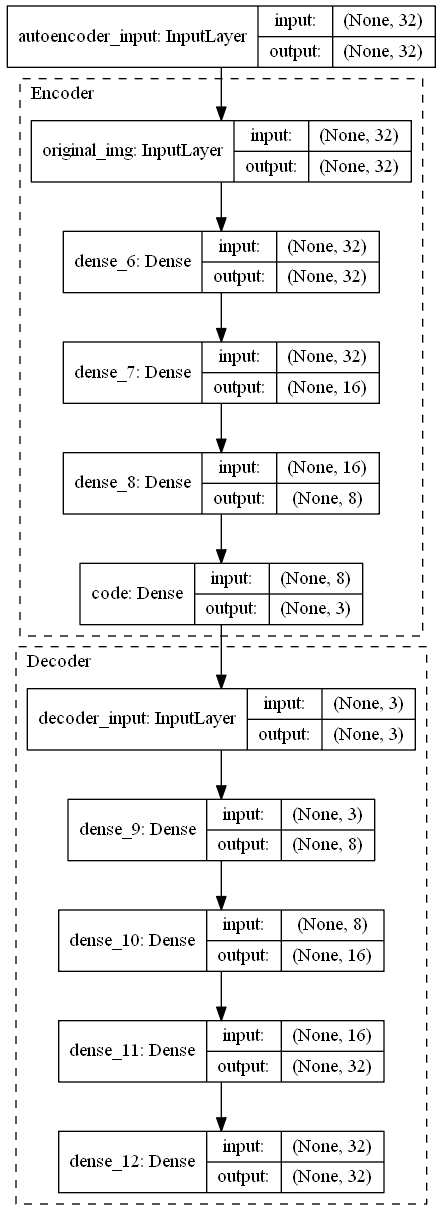 autoencoder_input: InputLayer
input: (None, 32)
output: (None, 32)
Encoder
original_img: InputLayer
input: (None, 32)
output: (None, 32)
dense_6: Dense
input: (None, 32)
output: (None, 32)
dense_7: Dense
input: (None, 32)
output: (None, 16)
dense_8: Dense
input: (None, 16)
output: (None, 8)
code: Dense
input: (None, 8)
output: (None, 3)
Decoder
decoder_input: InputLayer
input: (None, 3)
output: (None, 3)
dense_9: Dense
input: (None, 3)
output: (None, 8)
dense_10: Dense
input: (None, 8)
output: (None, 16)
dense_11: Dense
input: (None, 16)
output: (None, 32)
dense_12: Dense
input: (None, 32)
output: (None, 32)